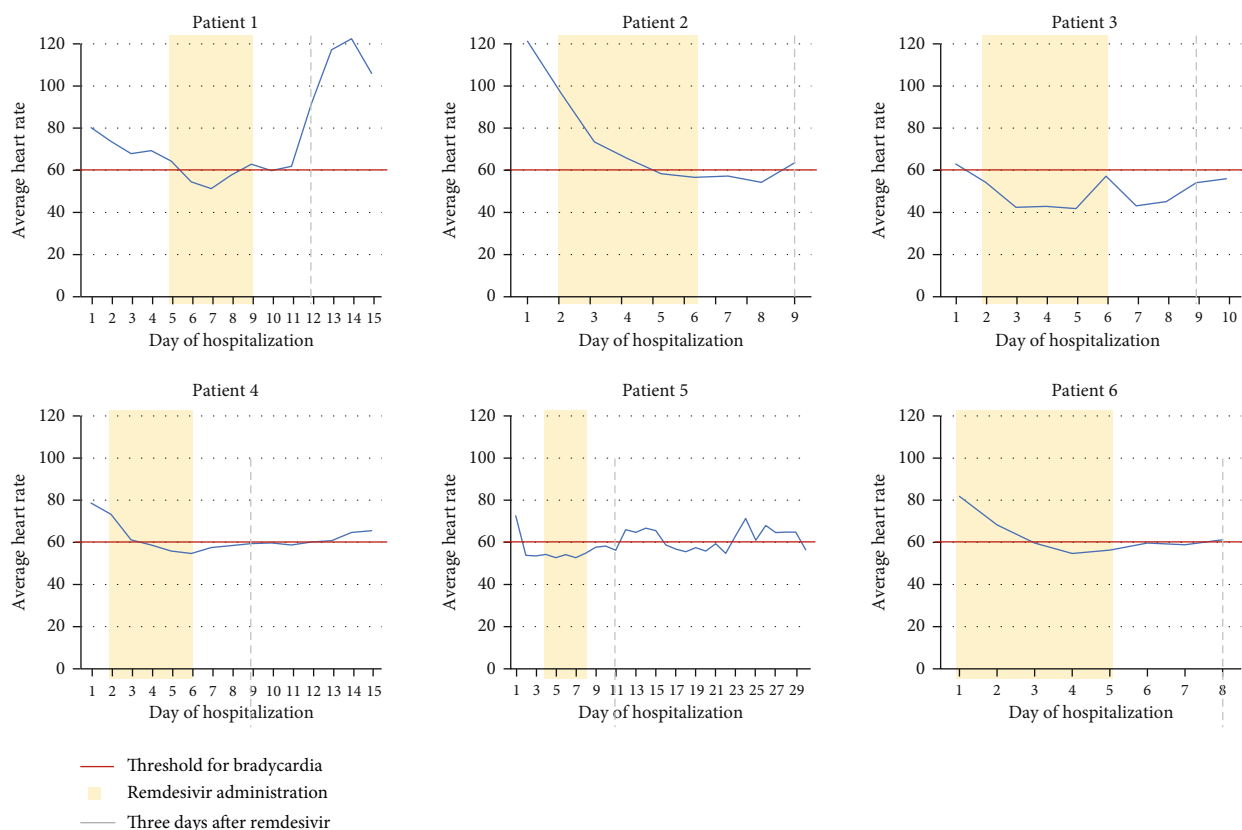 Patient 1
120
100
80
60
40
20
0
Average heart rate
1 2 3 4 5 6 7 8 9 10 11 12 13 14 15
Day of hospitalization
Patient 2
120
100
80
60
40
20
0
Average heart rate
1 2 3 4 5 6 7 8 9
Day of hospitalization
Patient 3
120
100
80
60
40
20
0
Average heart rate
1 2 3 4 5 6 7 8 9 10
Day of hospitalization
Patient 4
120
100
80
60
40
20
0
Average heart rate
1 2 3 4 5 6 7 8 9 10 11 12 13 14 15
Day of hospitalization
Patient 5
120
100
80
60
40
20
0
Average heart rate
1 3 5 7 9 11 13 15 17 19 21 23 25 27 29
Day of hospitalization
Patient 6
120
100
80
60
40
20
0
Average heart rate
1 2 3 4 5 6 7 8
Day of hospitalization
Threshold for bradycardia
Remdesivir administration
Three days after remdesivir